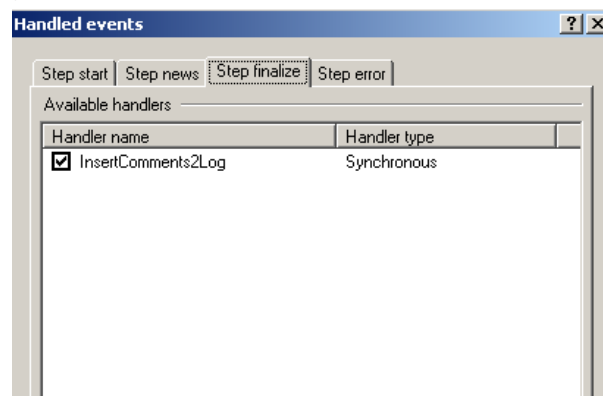 Handled events
Step start Step news Step finalize Step error
Available handlers
Handler name Handler type
InsertComments2Log Synchronous